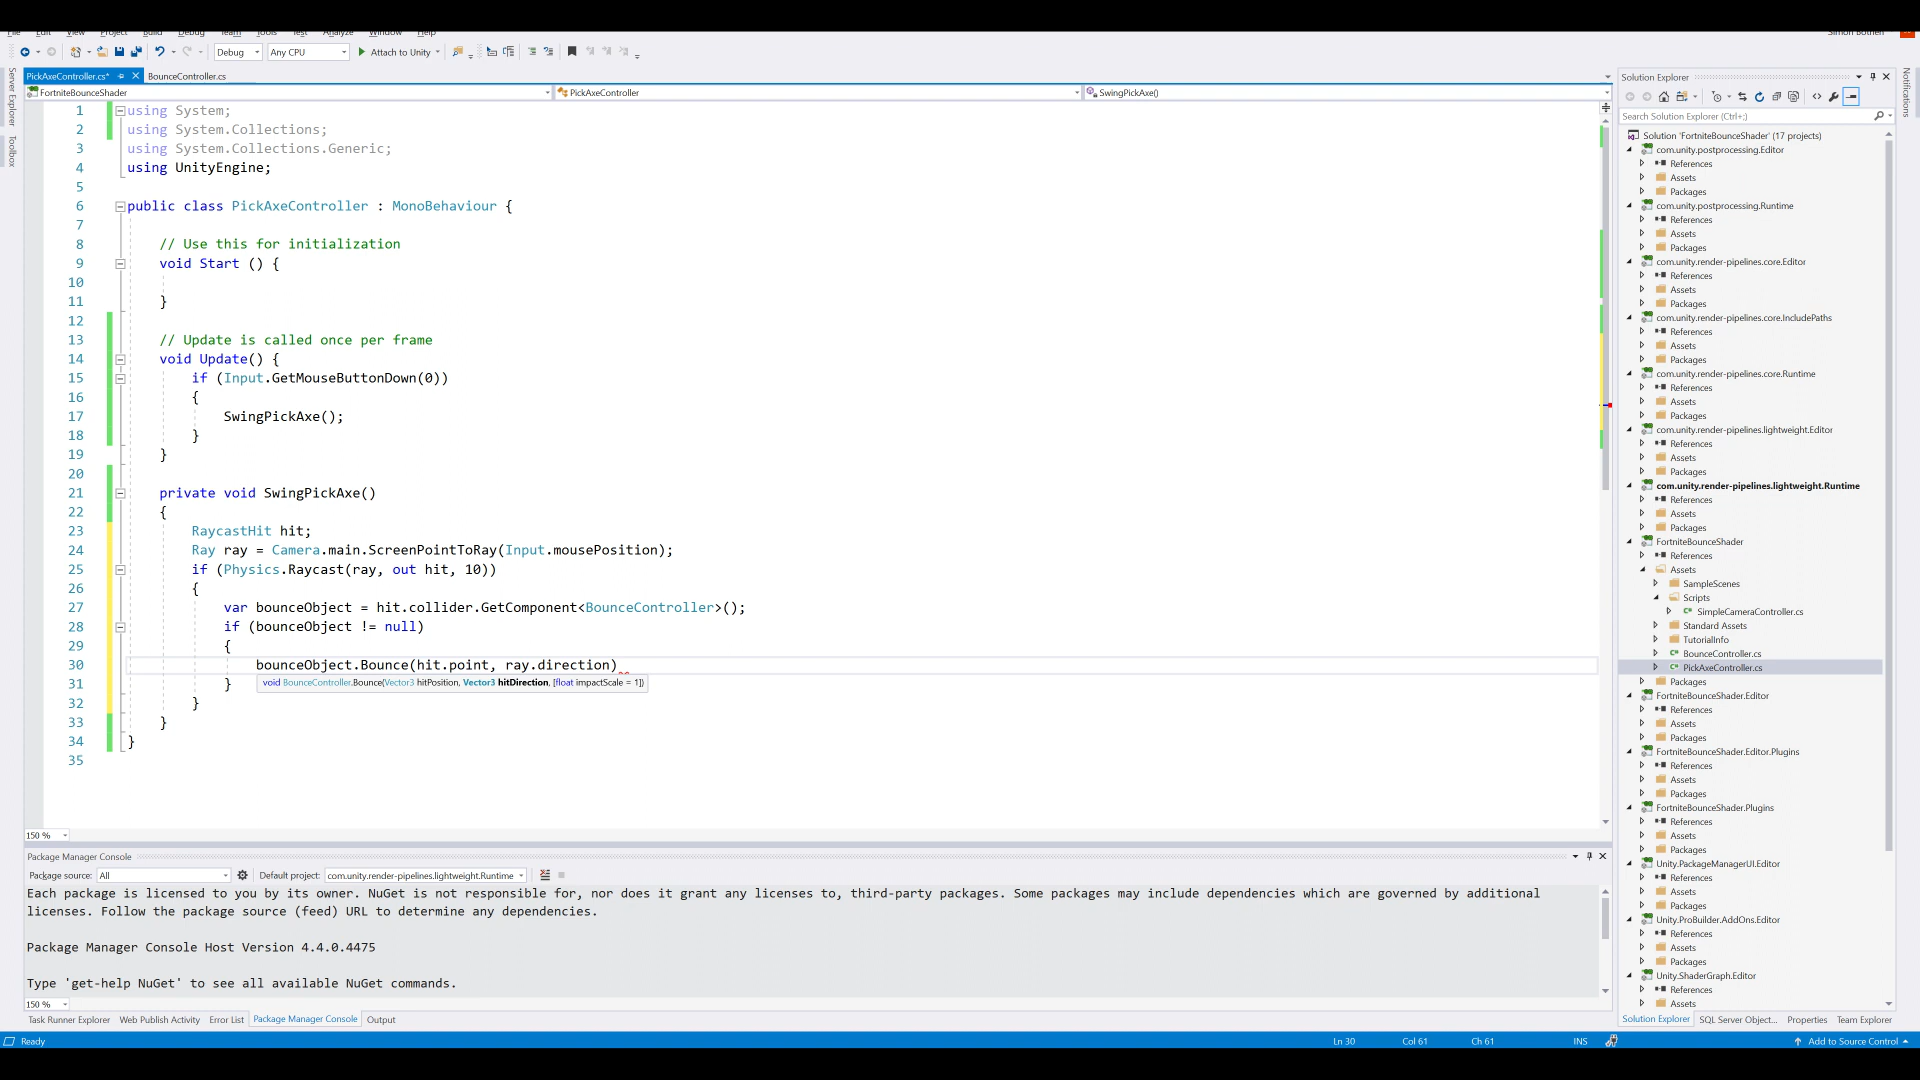 File Edit View Project Build Debug Team Tools Test Analyze Window Help
Simon Bothen
Debug Any CPU Attach to Unity
PickAxeController.cs* BounceController.cs
FortniteBounceShader PickAxeController SwingPickAxe()
1 using System;
2 using System.Collections;
3 using System.Collections.Generic;
4 using UnityEngine;
5
6 public class PickAxeController : MonoBehaviour {
7
8 // Use this for initialization
9 void Start () {
10
11 }
12
13 // Update is called once per frame
14 void Update() {
15 if (Input.GetMouseButtonDown(0))
16 {
17 SwingPickAxe();
18 }
19 }
20
21 private void SwingPickAxe()
22 {
23 RaycastHit hit;
24 Ray ray = Camera.main.ScreenPointToRay(Input.mousePosition);
25 if (Physics.Raycast(ray, out hit, 10))
26 {
27 var bounceObject = hit.collider.GetComponent<BounceController>();
28 if (bounceObject != null)
29 {
30 bounceObject.Bounce(hit.point, ray.direction)
31 }
void BounceController.Bounce(Vector3 hitPosition, Vector3 hitDirection, [float impactScale = 1])
32 }
33 }
34 }
35
150 %
Package Manager Console
Package source: All Default project: com.unity.render-pipelines.lightweight.Runtime
Each package is licensed to you by its owner. NuGet is not responsible for, nor does it grant any licenses to, third-party packages. Some packages may include dependencies which are governed by additional
licenses. Follow the package source (feed) URL to determine any dependencies.
Package Manager Console Host Version 4.4.0.4475
Type 'get-help NuGet' to see all available NuGet commands.
150 %
Task Runner Explorer Web Publish Activity Error List Package Manager Console Output
Ready Ln 30 Col 61 Ch 61 INS Add to Source Control
Server Explorer
Toolbox
Solution Explorer
Search Solution Explorer (Ctrl+;)
Solution 'FortniteBounceShader' (17 projects)
com.unity.postprocessing.Editor
References
Assets
Packages
com.unity.postprocessing.Runtime
References
Assets
Packages
com.unity.render-pipelines.core.Editor
References
Assets
Packages
com.unity.render-pipelines.core.IncludePaths
References
Assets
Packages
com.unity.render-pipelines.core.Runtime
References
Assets
Packages
com.unity.render-pipelines.lightweight.Editor
References
Assets
Packages
com.unity.render-pipelines.lightweight.Runtime
References
Assets
Packages
FortniteBounceShader
References
Assets
SampleScenes
Scripts
SimpleCameraController.cs
Standard Assets
TutorialInfo
BounceController.cs
PickAxeController.cs
Packages
FortniteBounceShader.Editor
References
Assets
Packages
FortniteBounceShader.Editor.Plugins
References
Assets
Packages
FortniteBounceShader.Plugins
References
Assets
Packages
Unity.PackageManagerUI.Editor
References
Assets
Packages
Unity.ProBuilder.AddOns.Editor
References
Assets
Packages
Unity.ShaderGraph.Editor
References
Assets
Solution Explorer SQL Server Object... Properties Team Explorer
Notifications